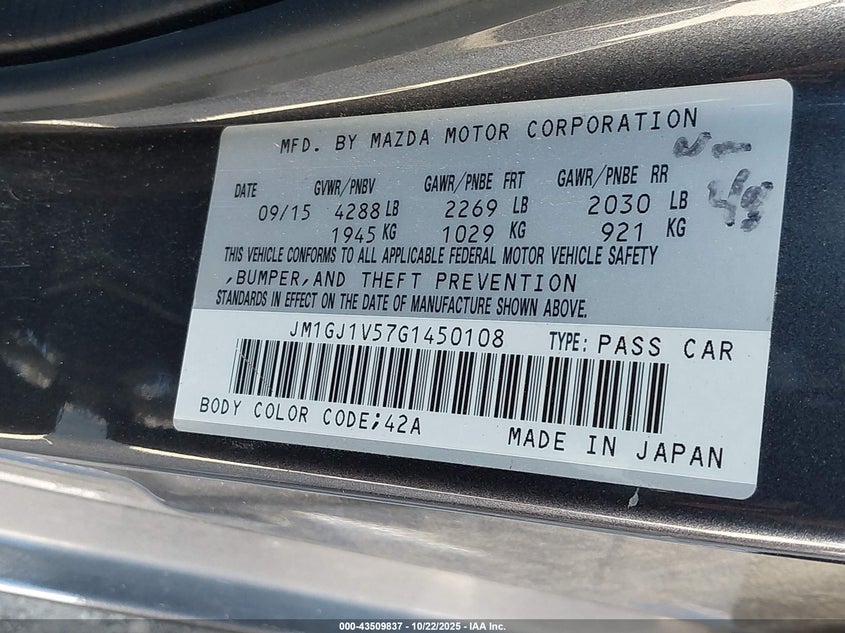 MFD. BY MAZDA MOTOR CORPORATION
DATE GVWR/PNBV GAWR/PNBE FRT GAWR/PNBE RR
09/15 4288 LB 2269 LB 2030 LB
1945 KG 1029 KG 921 KG
THIS VEHICLE CONFORMS TO ALL APPLICABLE FEDERAL MOTOR VEHICLE SAFETY
,BUMPER,AND THEFT PREVENTION
STANDARDS IN EFFECT ON THE DATE OF MANUFACTURE SHOWN ABOVE.
JM1GJ1V57G1450108 TYPE: PASS CAR
BODY COLOR CODE;42A
MADE IN JAPAN
000-43509837 | 10/22/2025 | IAA Inc.